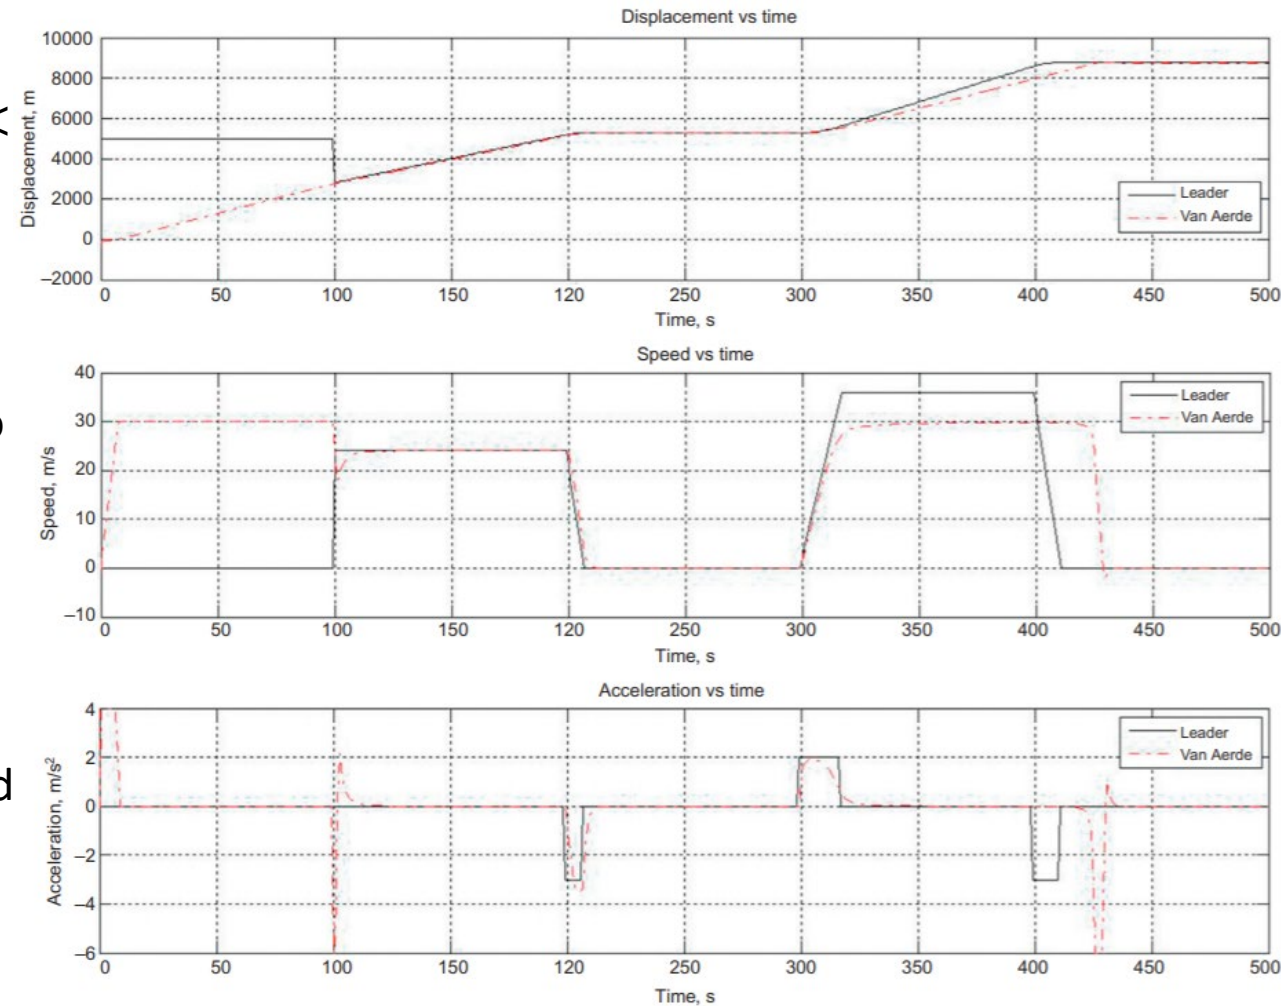 Displacement vs time
10000
8000
6000
4000
2000
0
–2000
Displacement, m
Leader
Van Aerde
0 50 100 150 120 250 300 350 400 450 500
Time, s
Speed vs time
40
30
20
10
0
–10
Speed, m/s
Leader
Van Aerde
0 50 100 150 120 250 300 350 400 450 500
Time, s
Acceleration vs time
4
2
0
–2
–4
–6
Acceleration, m/s²
Leader
Van Aerde
d
0 50 100 150 120 250 300 350 400 450 500
Time, s